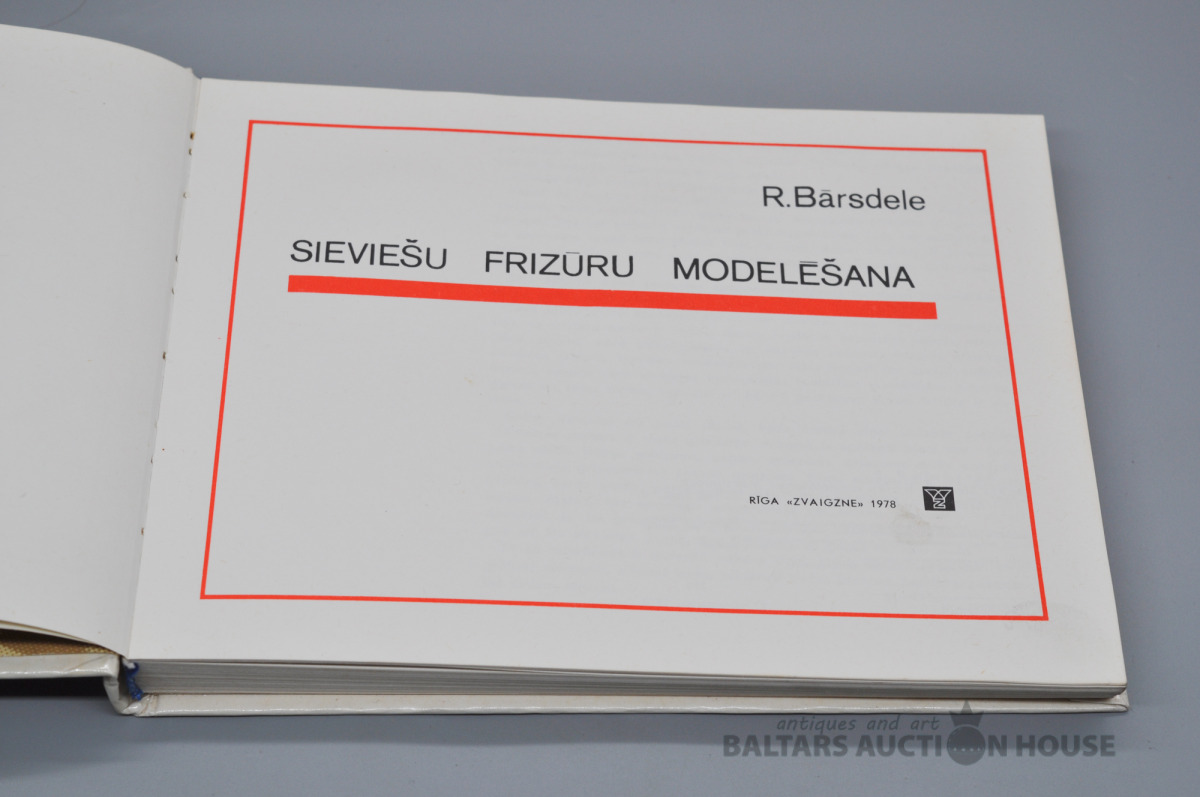 R.Bārsdele
SIEVIEŠU FRIZŪRU MODELĒŠANA
RĪGA «ZVAIGZNE» 1978
antiques and art
BALTARS AUCTION HOUSE